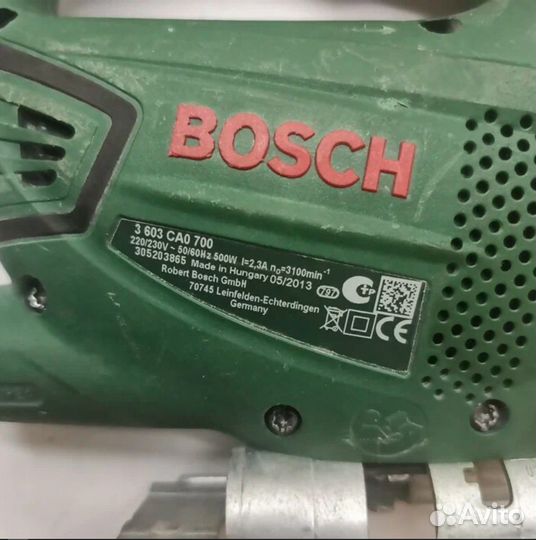 BOSCH
3 603 CA0 700
220/230V ~ 50/60Hz 500W I=2,3A n₀=3100min⁻¹
305203865 Made in Hungary 05/2013
Robert Bosch GmbH
70745 Leinfelden-Echterdingen
Germany
797
CE
Avito